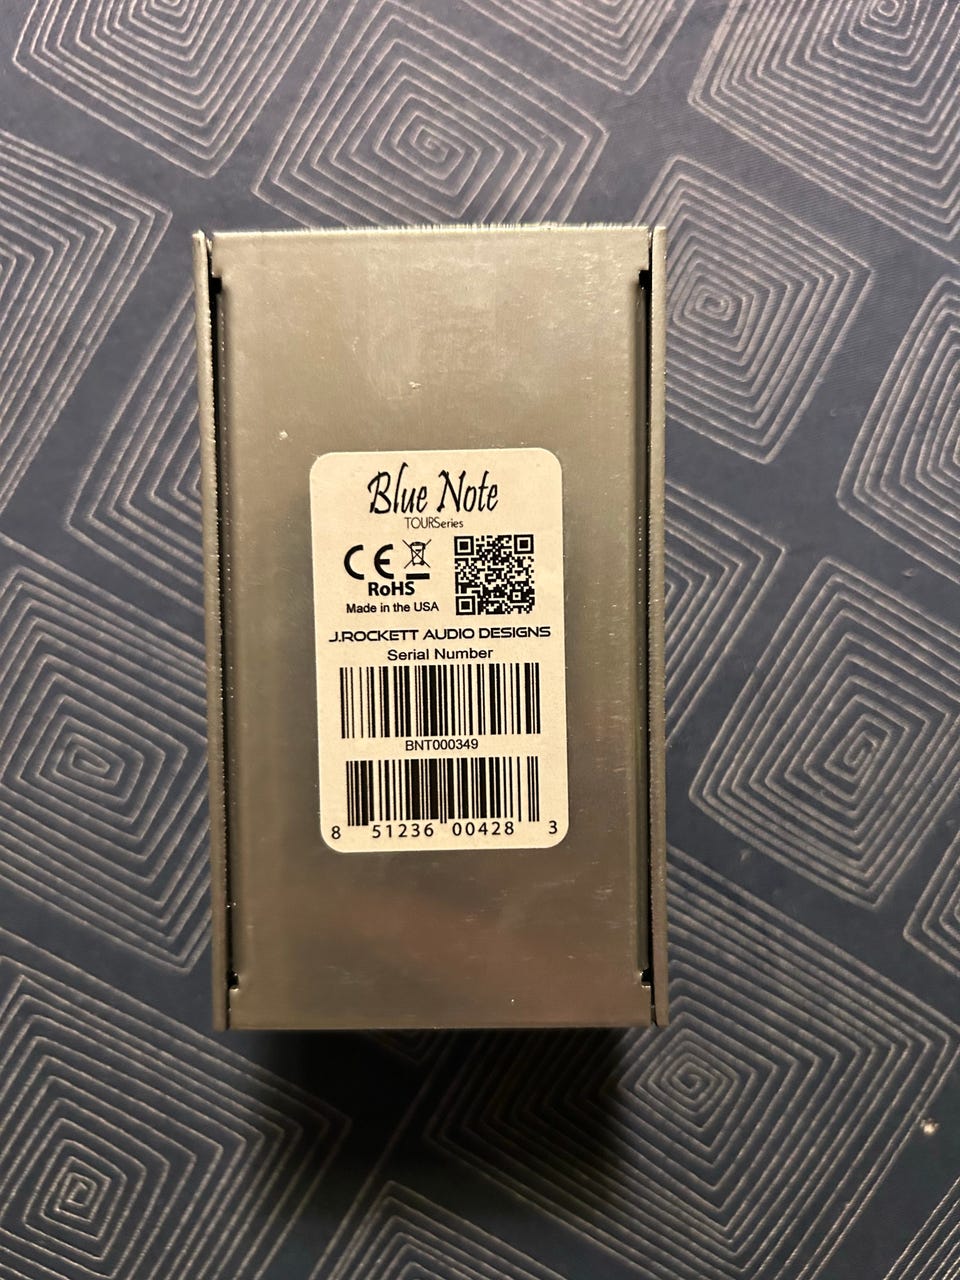 Blue Note
TOURSeries
CE
RoHS
Made in the USA
J.ROCKETT AUDIO DESIGNS
Serial Number
BNT000349
8 51236 00428 3